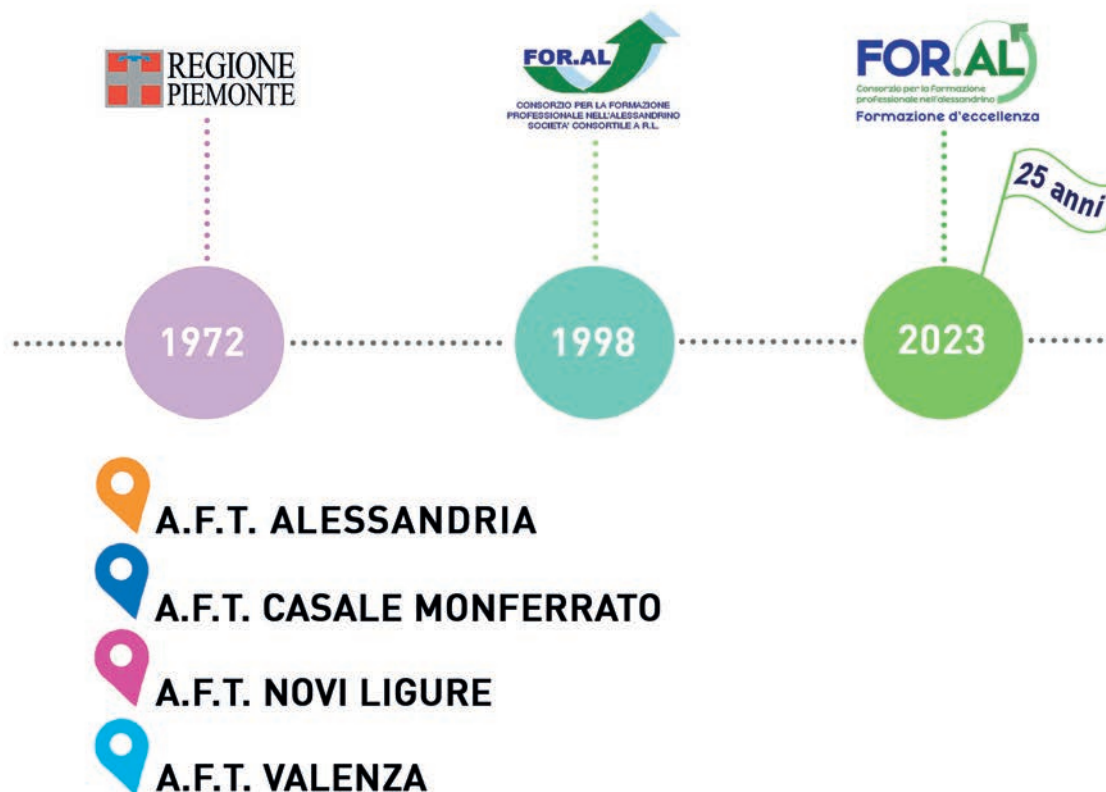 REGIONE
PIEMONTE
FOR.AL
CONSORZIO PER LA FORMAZIONE
PROFESSIONALE NELL'ALESSANDRINO
SOCIETA' CONSORTILE A R.L.
FOR.AL
Consorzio per la formazione
professionale nell'alessandrino
Formazione d'eccellenza
25 anni
1972
1998
2023
A.F.T. ALESSANDRIA
A.F.T. CASALE MONFERRATO
A.F.T. NOVI LIGURE
A.F.T. VALENZA